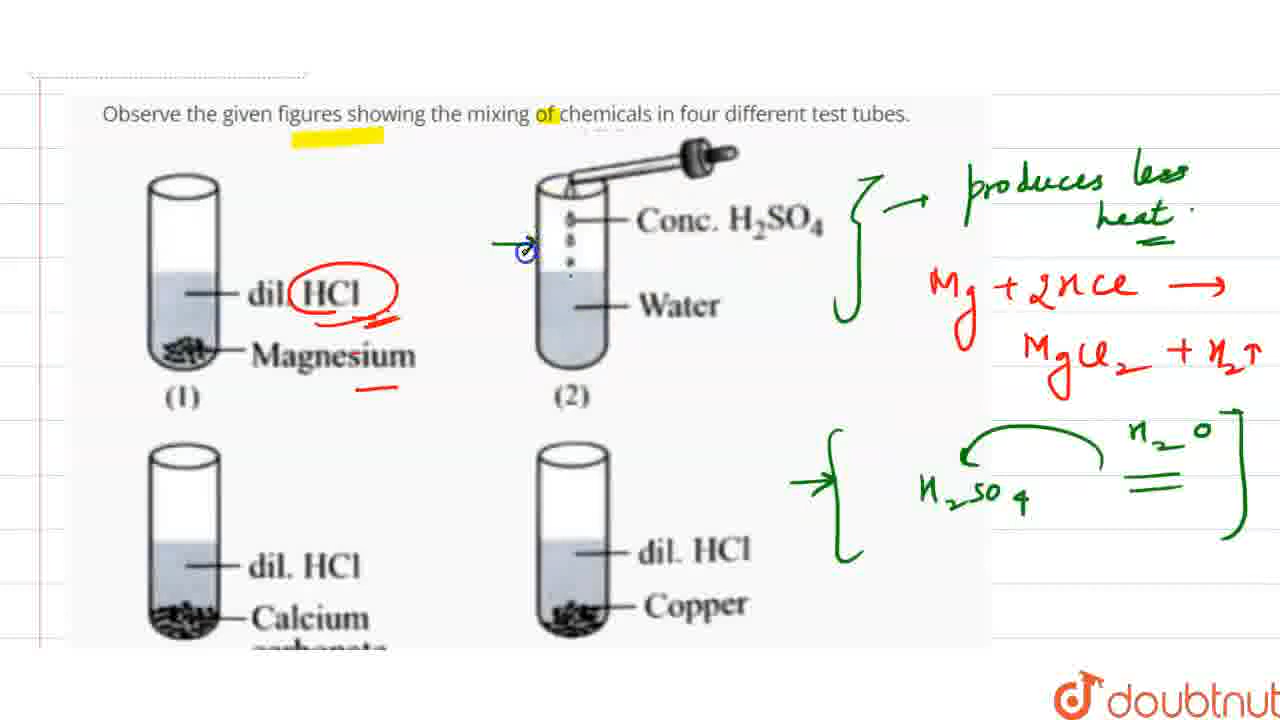 Observe the given figures showing the mixing of chemicals in four different test tubes.
Conc. H₂SO₄
Water
dil. HCl
Magnesium
(1)
(2)
dil. HCl
Calcium
carbonate
dil. HCl
Copper
→ produces less
heat.
Mg + 2HCl →
MgCl₂ + H₂↑
H₂O
H₂SO₄
doubtnut